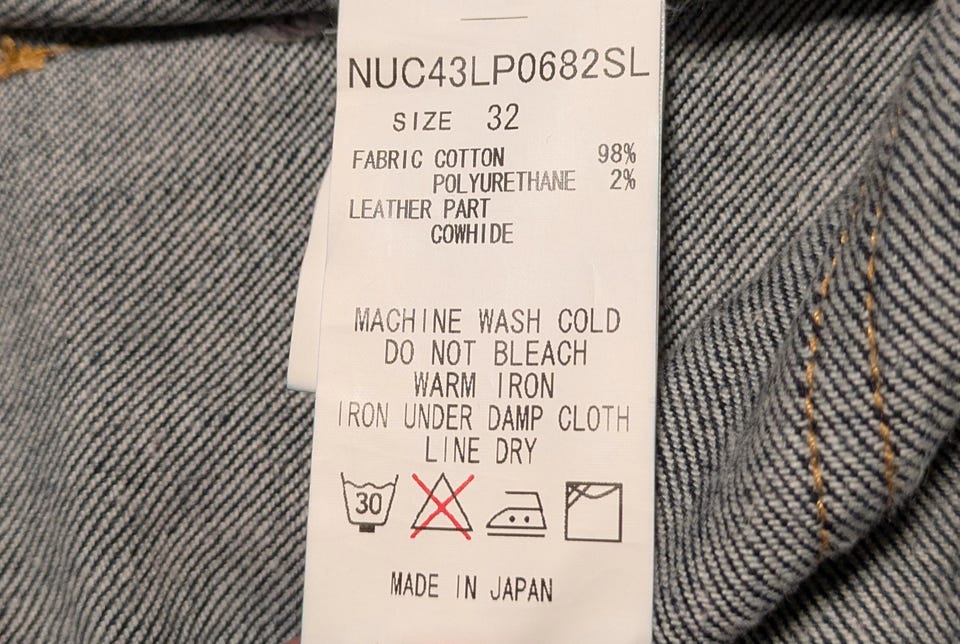 NUC43LP0682SL
SIZE 32
FABRIC COTTON 98%
POLYURETHANE 2%
LEATHER PART
COWHIDE
MACHINE WASH COLD
DO NOT BLEACH
WARM IRON
IRON UNDER DAMP CLOTH
LINE DRY
30
MADE IN JAPAN